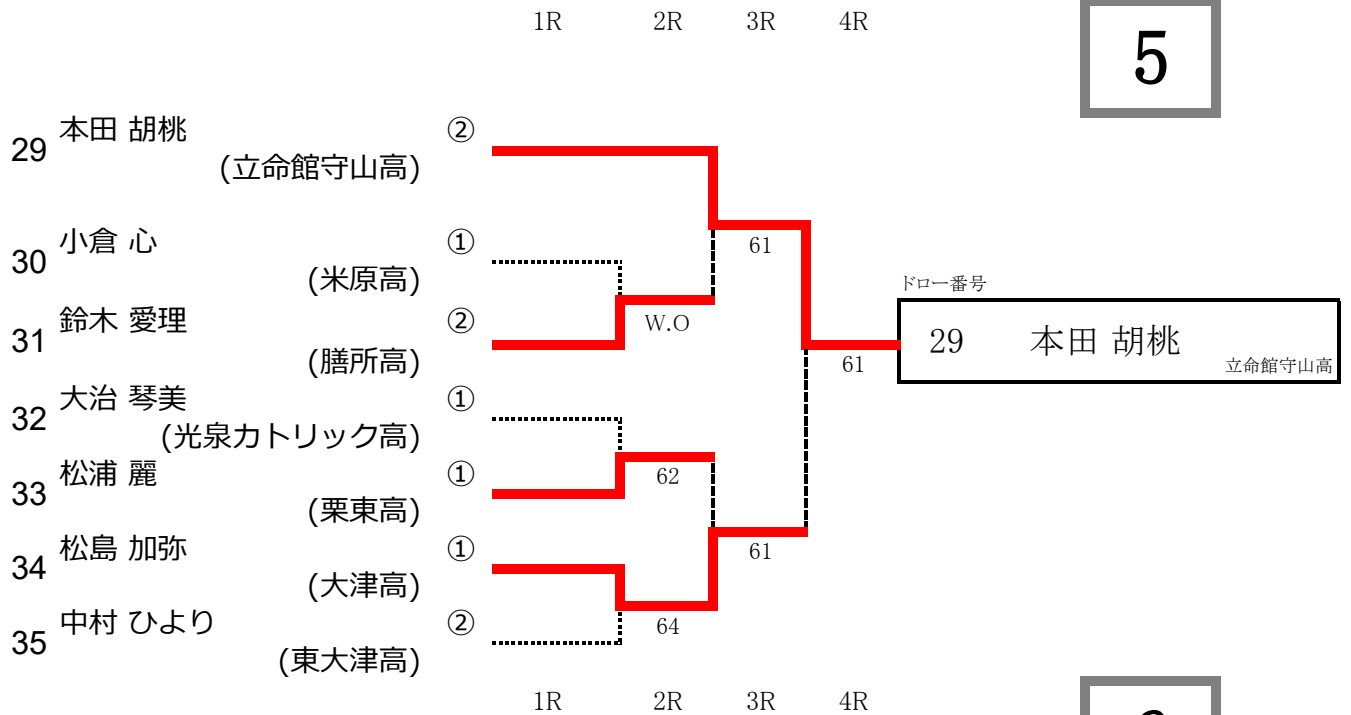 1R 2R 3R 4R
5
29 本田 胡桃 ②
(立命館守山高)
30 小倉 心 ①
(米原高)
61
ドロー番号
31 鈴木 愛理 ②
(膳所高)
W.O
29 本田 胡桃
立命館守山高
61
32 大治 琴美 ①
(光泉カトリック高)
33 松浦 麗 ①
(栗東高)
62
34 松島 加弥 ①
(大津高)
61
35 中村 ひより ②
(東大津高)
64
1R 2R 3R 4R